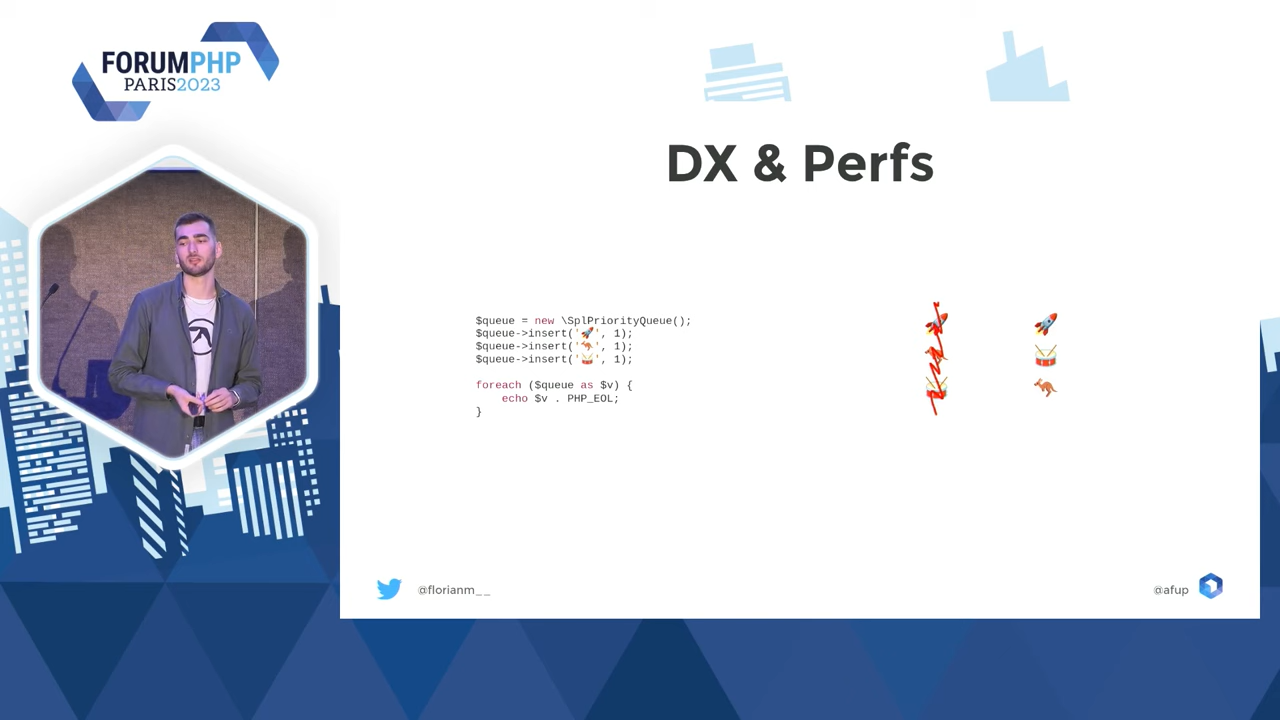 FORUMPHP
PARIS2023
DX & Perfs
$queue = new \SplPriorityQueue();
$queue->insert('🚀', 1);
$queue->insert('🦘', 1);
$queue->insert('🥁', 1);
foreach ($queue as $v) {
    echo $v . PHP_EOL;
}
@florianm__
@afup